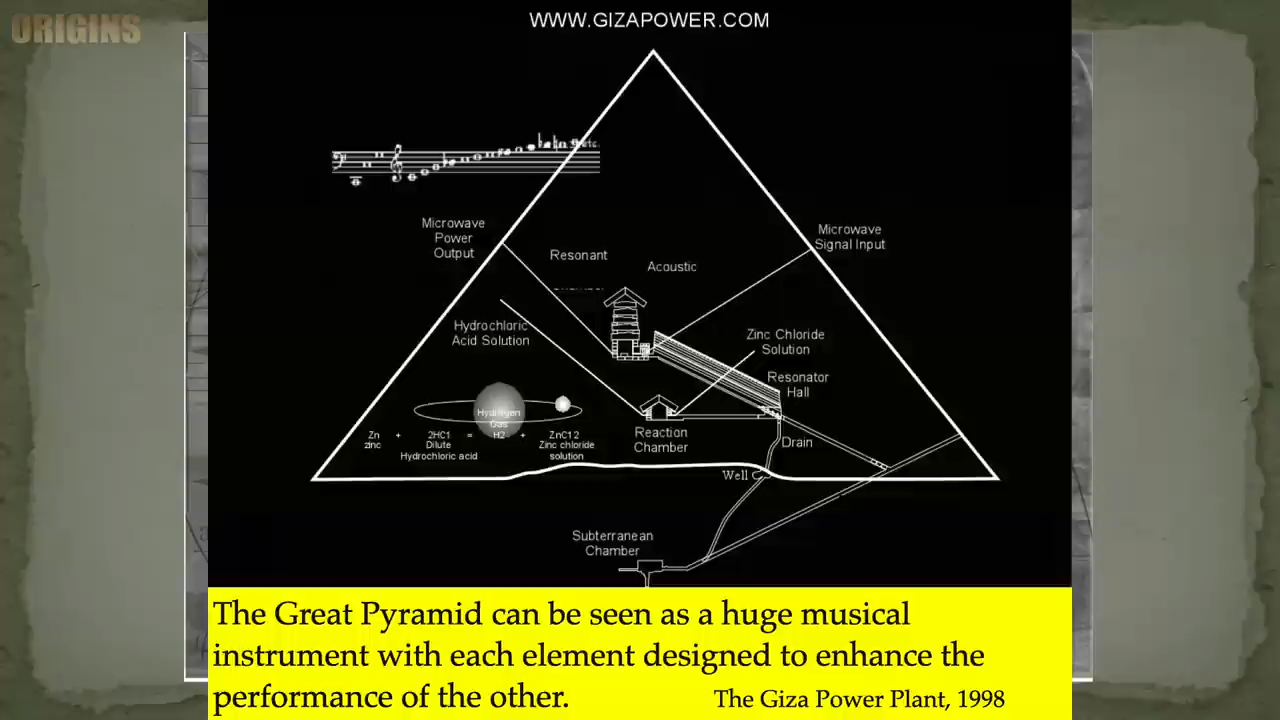 ORIGINS
WWW.GIZAPOWER.COM
etc.
Microwave
Power
Output
Resonant
Acoustic
Microwave
Signal Input
Hydrochloric
Acid Solution
Zinc Chloride
Solution
Resonator
Hall
Hydrogen
Gas
Zn + 2HC1 = H2 + ZnC12
zinc Dilute Zinc chloride
Hydrochloric acid solution
Reaction
Chamber
Drain
Well
Subterranean
Chamber
The Great Pyramid can be seen as a huge musical
instrument with each element designed to enhance the
performance of the other. The Giza Power Plant, 1998